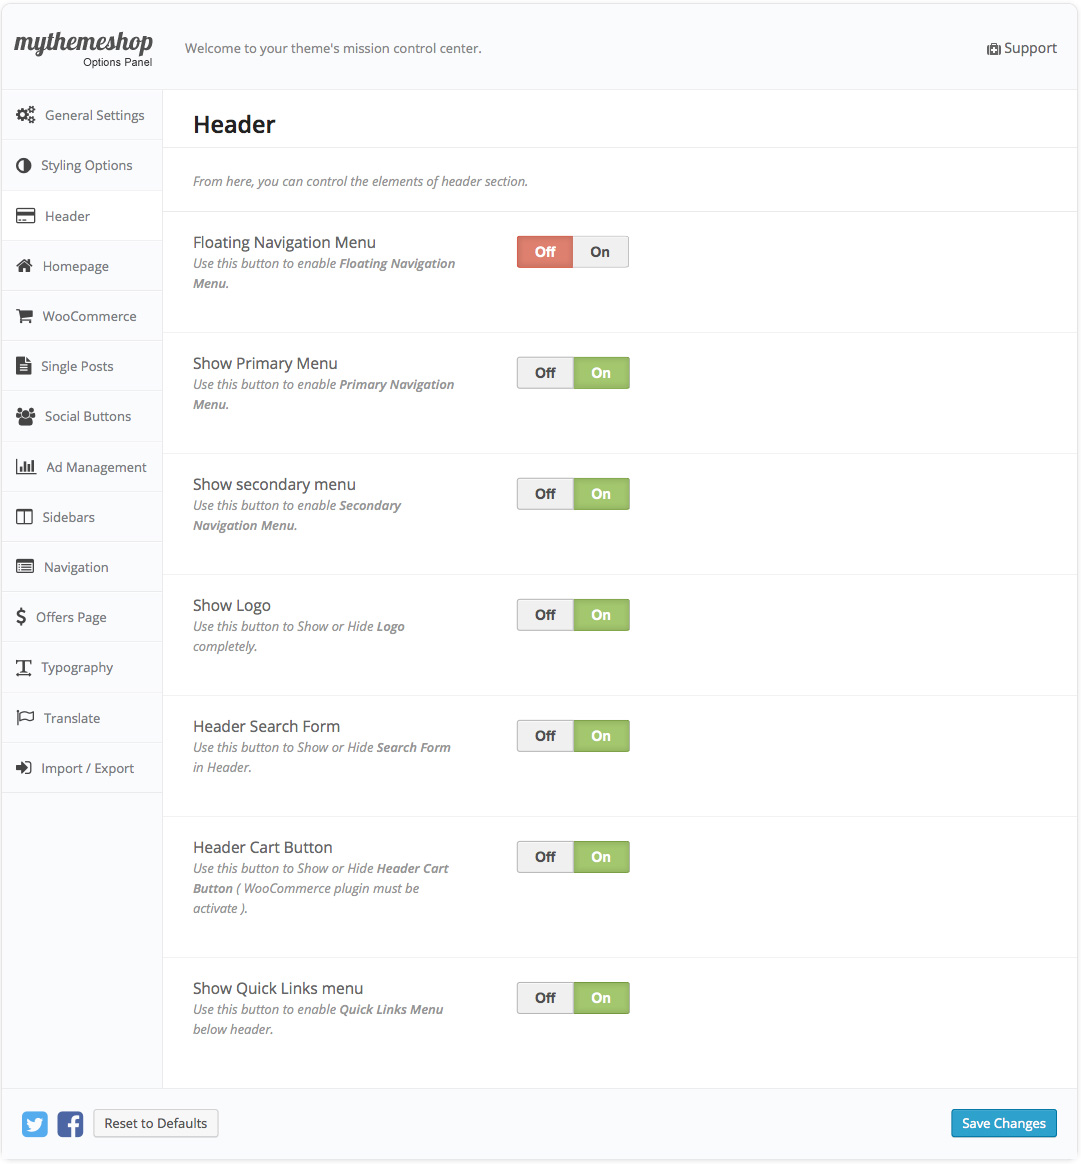 mythemeshop
Options Panel
Welcome to your theme's mission control center.
Support
General Settings
Styling Options
Header
Homepage
WooCommerce
Single Posts
Social Buttons
Ad Management
Sidebars
Navigation
Offers Page
Typography
Translate
Import / Export
Header
From here, you can control the elements of header section.
Floating Navigation Menu
Use this button to enable Floating Navigation
Menu.
Off On
Show Primary Menu
Use this button to enable Primary Navigation
Menu.
Off On
Show secondary menu
Use this button to enable Secondary
Navigation Menu.
Off On
Show Logo
Use this button to Show or Hide Logo
completely.
Off On
Header Search Form
Use this button to Show or Hide Search Form
in Header.
Off On
Header Cart Button
Use this button to Show or Hide Header Cart
Button ( WooCommerce plugin must be
activate ).
Off On
Show Quick Links menu
Use this button to enable Quick Links Menu
below header.
Off On
Reset to Defaults
Save Changes